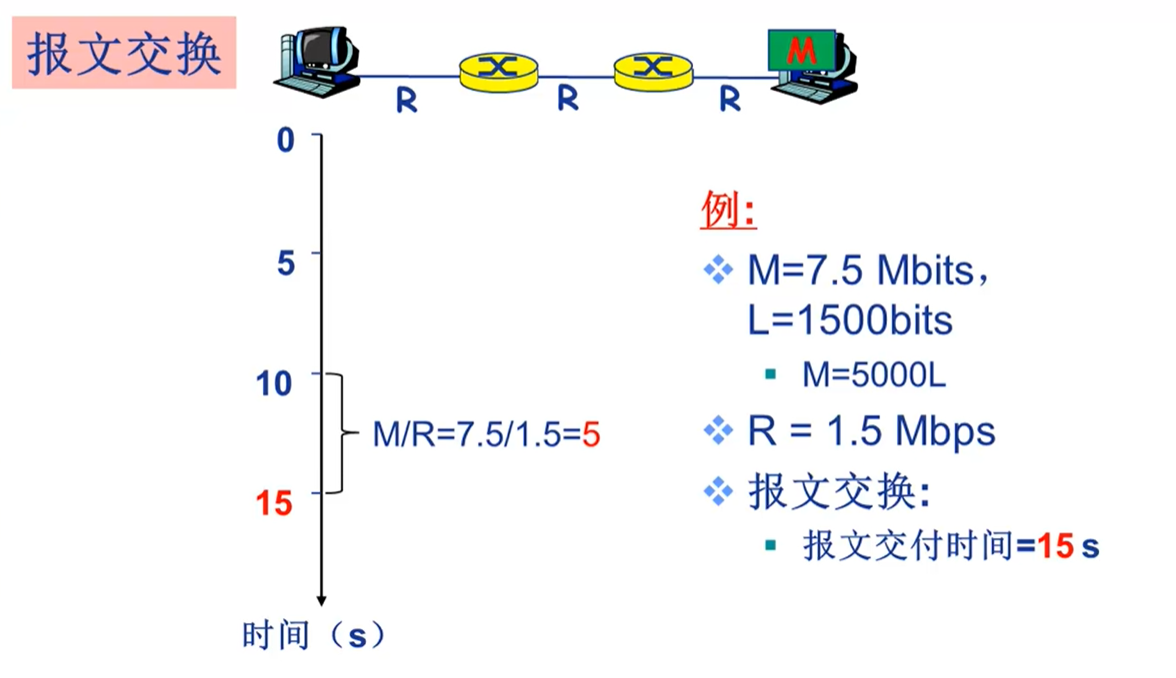 报文交换
M
R
R
R
0
5
10
M/R=7.5/1.5=5
15
时间（s）
例:
M=7.5 Mbits，
L=1500bits
M=5000L
R = 1.5 Mbps
报文交换:
报文交付时间=15 s